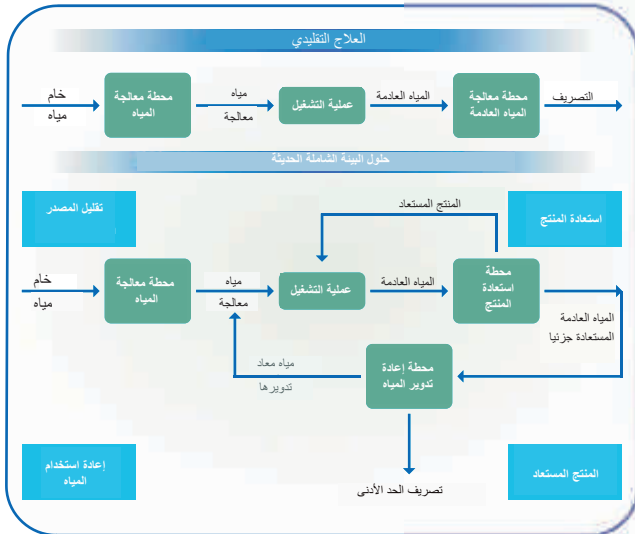 العلاج التقليدي
خام
مياه
محطة معالجة
المياه
مياه
معالجة
عملية التشغيل
المياه العادمة
محطة معالجة
المياه العادمة
التصريف
حلول البيئة الشاملة الحديثة
تقليل المصدر
المنتج المستعاد
استعادة المنتج
خام
مياه
محطة معالجة
المياه
مياه
معالجة
عملية التشغيل
المياه العادمة
محطة
استعادة
المنتج
المياه العادمة
المستعادة جزئيا
مياه معاد
تدويرها
محطة إعادة
تدوير المياه
إعادة استخدام
المياه
المنتج المستعاد
تصريف الحد الأدنى